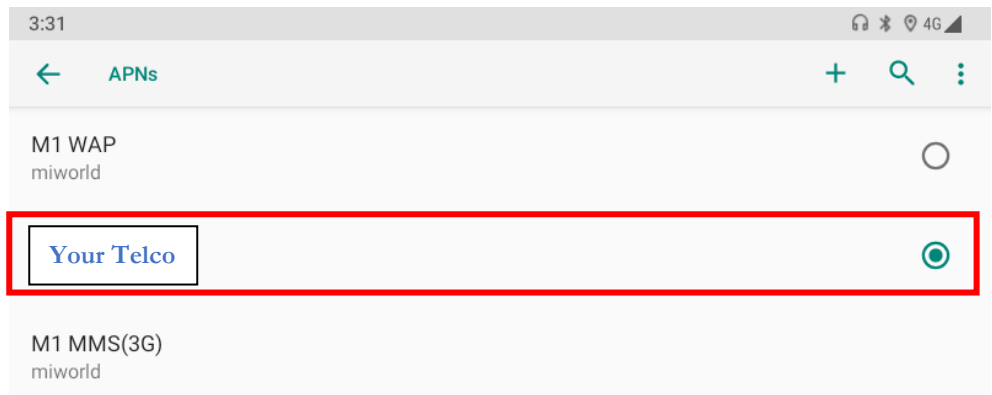 3:31 4G
APNs
M1 WAP
miworld
Your Telco
M1 MMS(3G)
miworld